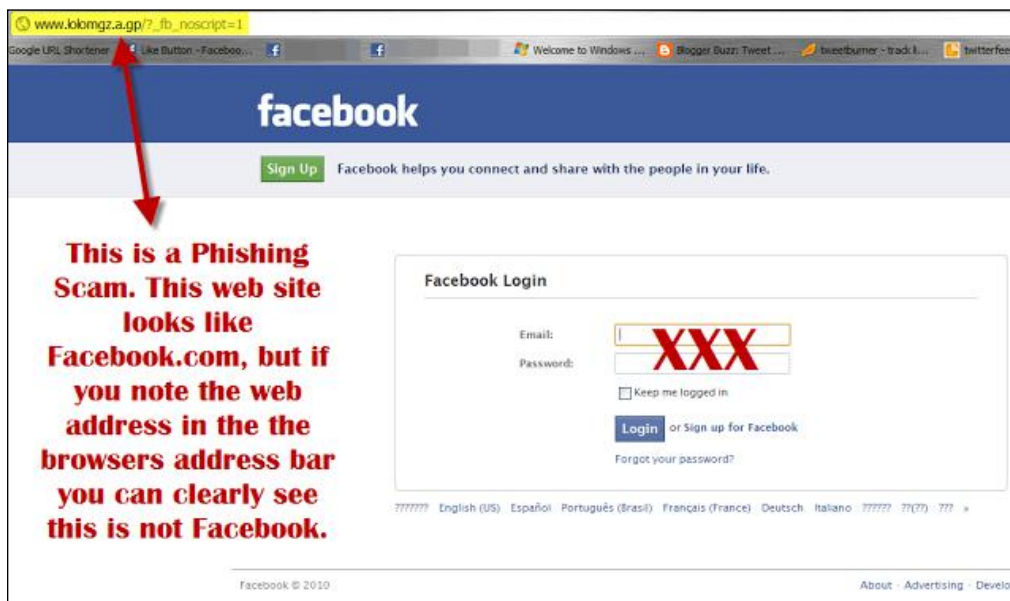 www.lolomgz.a.gp/?_fb_noscript=1
Google URL Shortener Like Button - Faceboo... Welcome to Windows ... Blogger Buzz: Tweet ... tweetburner - track li... twitterfee
facebook
Sign Up Facebook helps you connect and share with the people in your life.
This is a Phishing
Scam. This web site
looks like
Facebook.com, but if
you note the web
address in the the
browsers address bar
you can clearly see
this is not Facebook.
Facebook Login
Email:
XXX
Password:
Keep me logged in
Login or Sign up for Facebook
Forgot your password?
??????? English (US) Español Português (Brasil) Français (France) Deutsch Italiano ?????? ??(??) ??? »
Facebook © 2010
About · Advertising · Develo